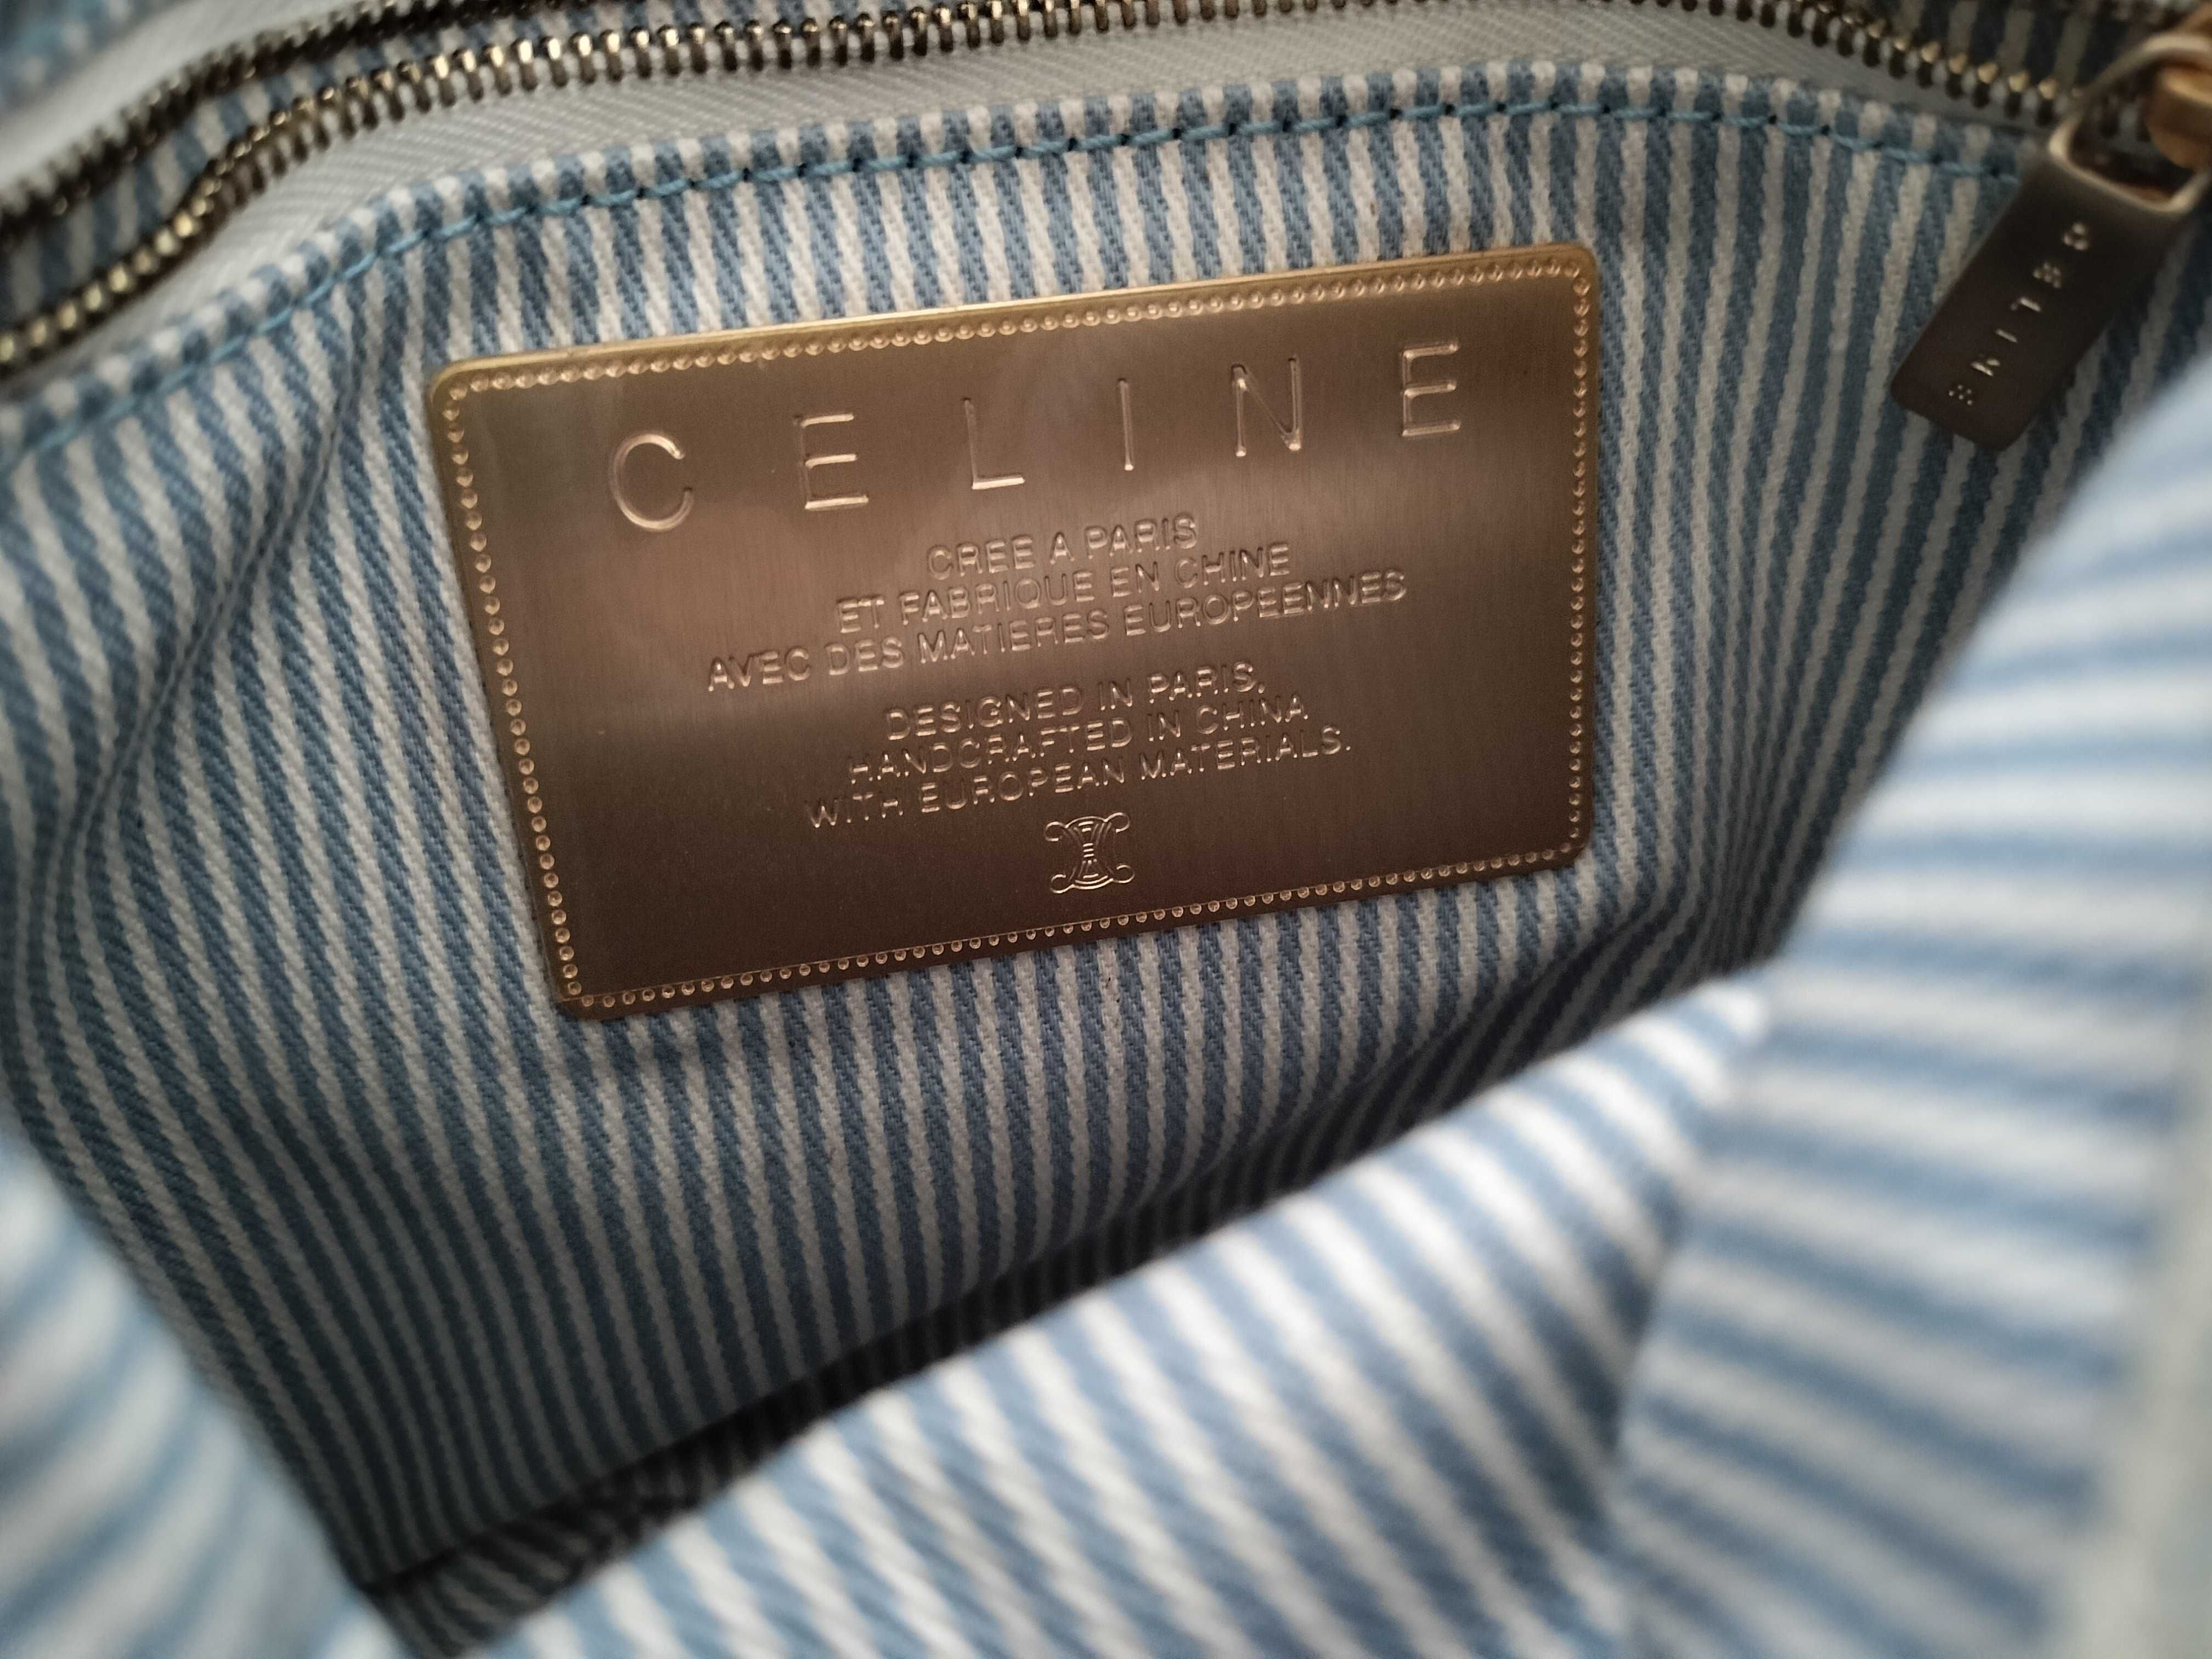 CELINE
CREE A PARIS
ET FABRIQUE EN CHINE
AVEC DES MATIERES EUROPEENNES
DESIGNED IN PARIS,
HANDCRAFTED IN CHINA
WITH EUROPEAN MATERIALS.
CELINE